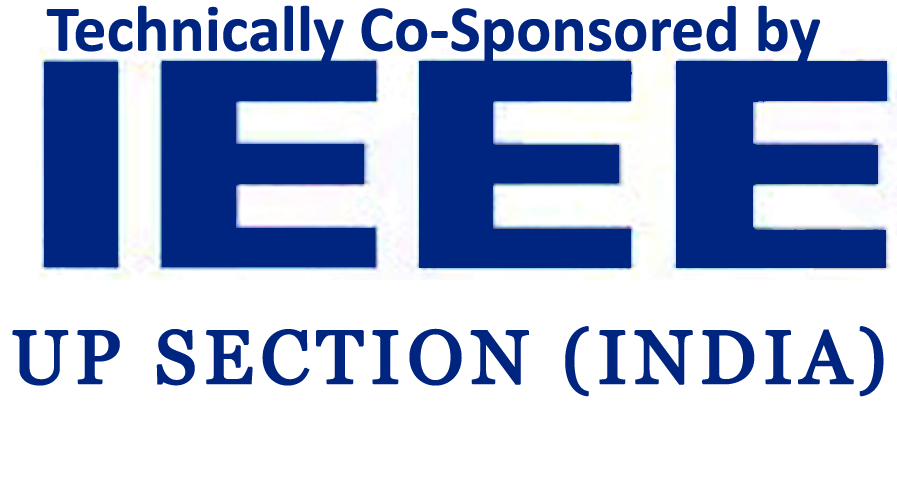 Technically Co-Sponsored by
IEEE
UP SECTION (INDIA)